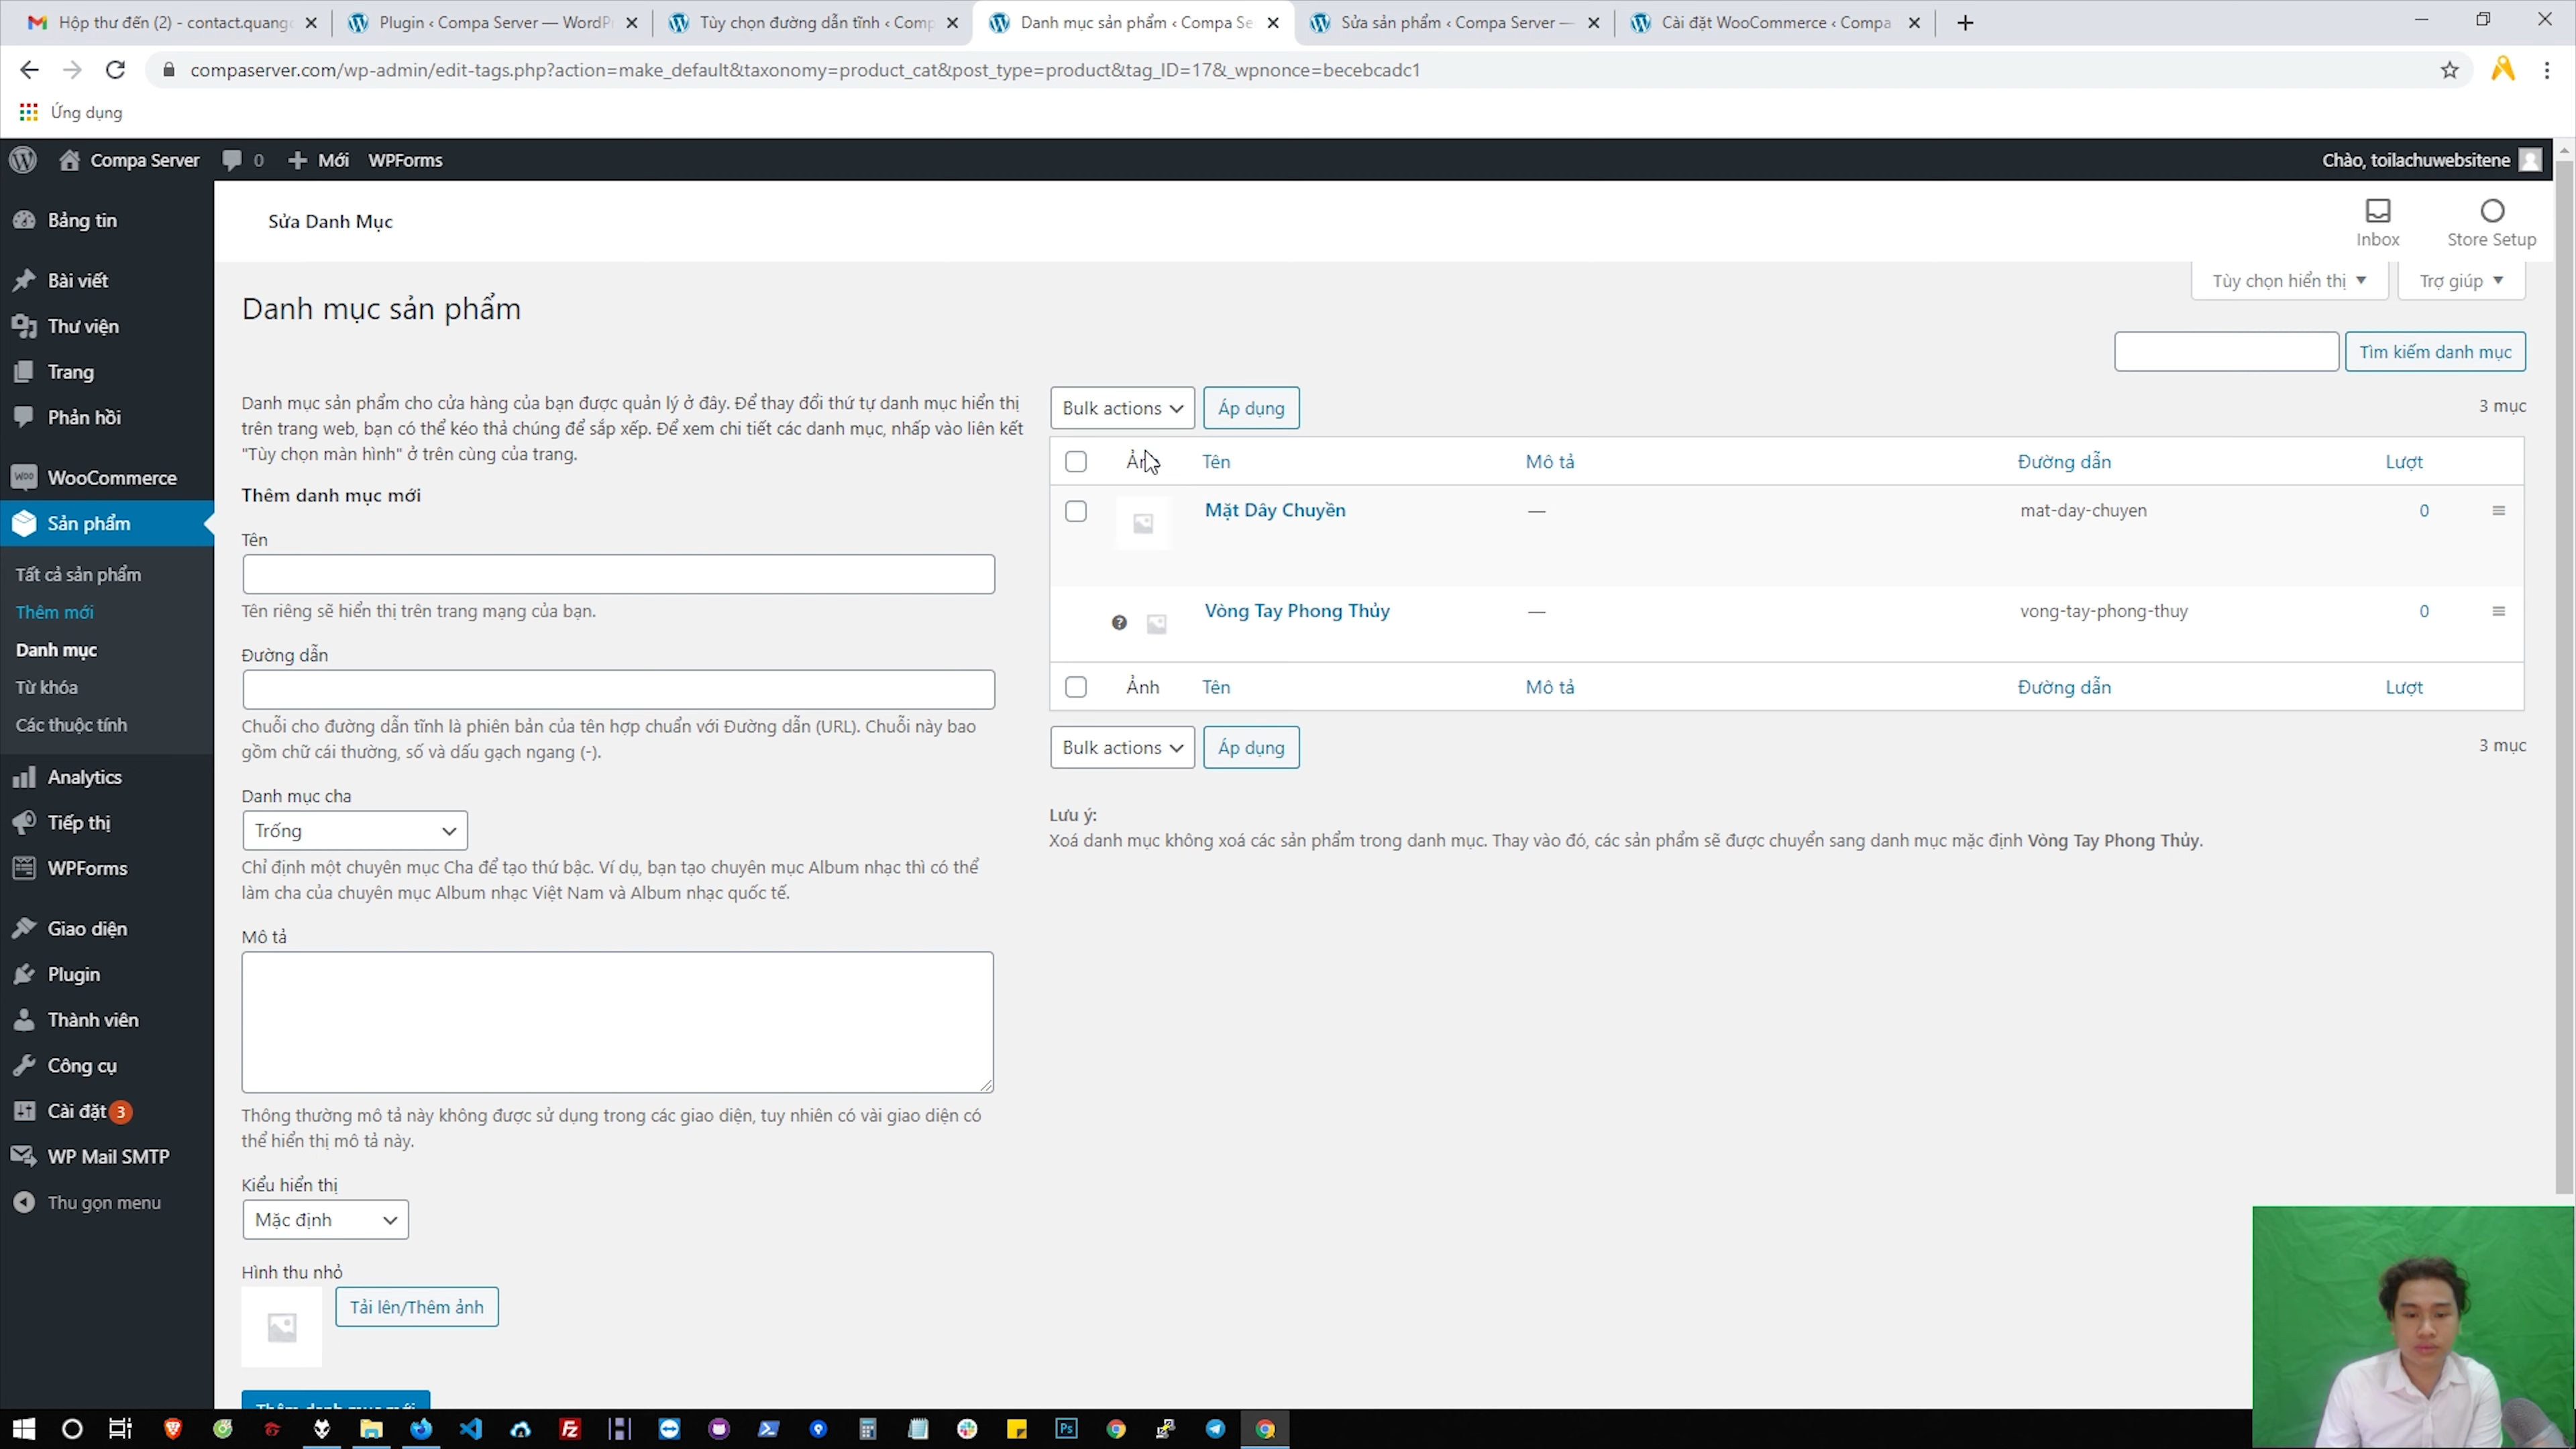 Hộp thư đến (2) - contact.quang
Plugin ‹ Compa Server — WordPr
Tùy chọn đường dẫn tĩnh ‹ Comp
Danh mục sản phẩm ‹ Compa Se
Sửa sản phẩm ‹ Compa Server —
Cài đặt WooCommerce ‹ Compa
compaserver.com/wp-admin/edit-tags.php?action=make_default&taxonomy=product_cat&post_type=product&tag_ID=17&_wpnonce=becebcadc1
Ứng dụng
Compa Server
0
Mới
WPForms
Chào, toilachuwebsitene
Bảng tin
Bài viết
Thư viện
Trang
Phản hồi
WooCommerce
Sản phẩm
Tất cả sản phẩm
Thêm mới
Danh mục
Từ khóa
Các thuộc tính
Analytics
Tiếp thị
WPForms
Giao diện
Plugin
Thành viên
Công cụ
Cài đặt 3
WP Mail SMTP
Thu gọn menu
Sửa Danh Mục
Inbox
Store Setup
Tùy chọn hiển thị
Trợ giúp
Danh mục sản phẩm
Tìm kiếm danh mục
Danh mục sản phẩm cho cửa hàng của bạn được quản lý ở đây. Để thay đổi thứ tự danh mục hiển thị
trên trang web, bạn có thể kéo thả chúng để sắp xếp. Để xem chi tiết các danh mục, nhấp vào liên kết
"Tùy chọn màn hình" ở trên cùng của trang.
Thêm danh mục mới
Tên
Tên riêng sẽ hiển thị trên trang mạng của bạn.
Đường dẫn
Chuỗi cho đường dẫn tĩnh là phiên bản của tên hợp chuẩn với Đường dẫn (URL). Chuỗi này bao
gồm chữ cái thường, số và dấu gạch ngang (-).
Danh mục cha
Trống
Chỉ định một chuyên mục Cha để tạo thứ bậc. Ví dụ, bạn tạo chuyên mục Album nhạc thì có thể
làm cha của chuyên mục Album nhạc Việt Nam và Album nhạc quốc tế.
Mô tả
Thông thường mô tả này không được sử dụng trong các giao diện, tuy nhiên có vài giao diện có
thể hiển thị mô tả này.
Kiểu hiển thị
Mặc định
Hình thu nhỏ
Tải lên/Thêm ảnh
Thêm danh mục mới
Bulk actions
Áp dụng
3 mục
Ảnh Tên Mô tả Đường dẫn Lượt
Mặt Dây Chuyền — mat-day-chuyen 0
Vòng Tay Phong Thủy — vong-tay-phong-thuy 0
Ảnh Tên Mô tả Đường dẫn Lượt
Bulk actions
Áp dụng
3 mục
Lưu ý:
Xoá danh mục không xoá các sản phẩm trong danh mục. Thay vào đó, các sản phẩm sẽ được chuyển sang danh mục mặc định Vòng Tay Phong Thủy.